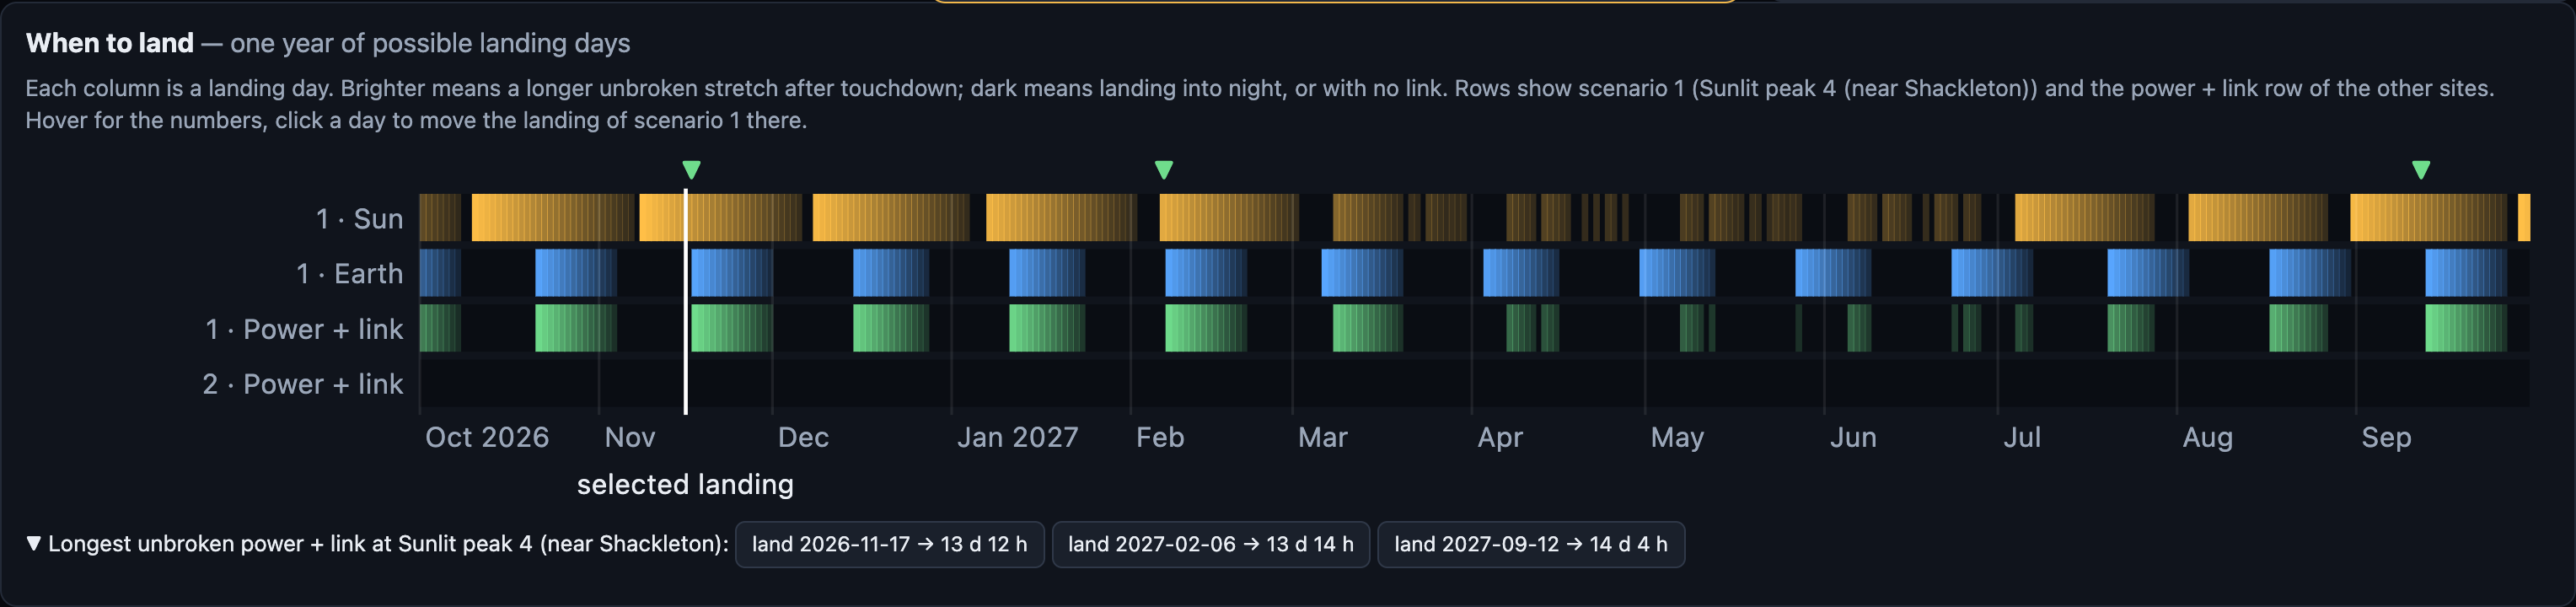 When to land — one year of possible landing days
Each column is a landing day. Brighter means a longer unbroken stretch after touchdown; dark means landing into night, or with no link. Rows show scenario 1 (Sunlit peak 4 (near Shackleton)) and the power + link row of the other sites.
Hover for the numbers, click a day to move the landing of scenario 1 there.
1 · Sun
1 · Earth
1 · Power + link
2 · Power + link
Oct 2026 Nov Dec Jan 2027 Feb Mar Apr May Jun Jul Aug Sep
selected landing
▼ Longest unbroken power + link at Sunlit peak 4 (near Shackleton): land 2026-11-17 → 13 d 12 h land 2027-02-06 → 13 d 14 h land 2027-09-12 → 14 d 4 h